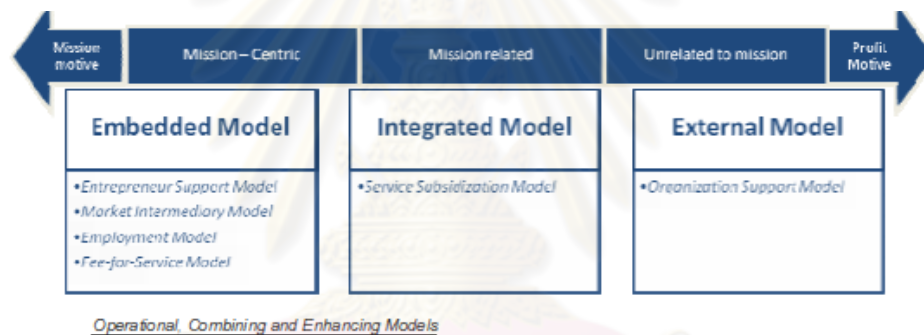 Mission motive
Mission – Centric
Mission related
Unrelated to mission
Profit Motive
Embedded Model
Integrated Model
External Model
•Entrepreneur Support Model
•Market Intermediary Model
•Employment Model
•Fee-for-Service Model
•Service Subsidization Model
•Organization Support Model
Operational, Combining and Enhancing Models